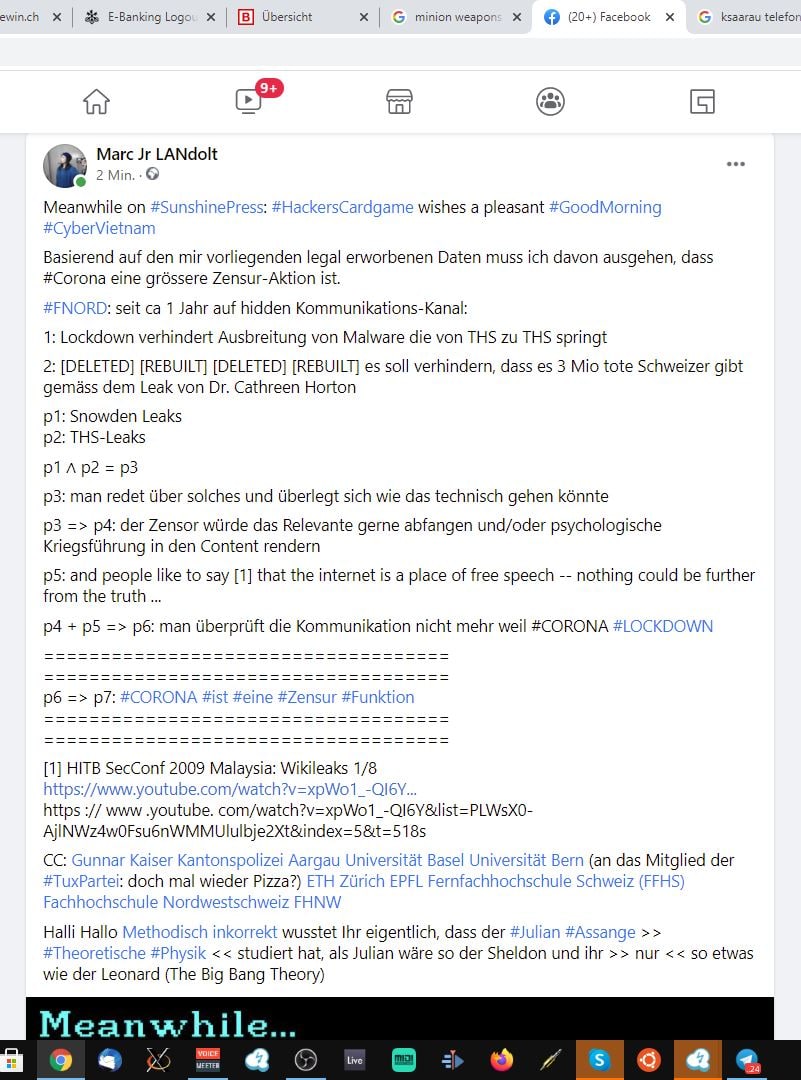 ewin.ch
E-Banking Logou
Übersicht
minion weapons
(20+) Facebook
ksaarau telefon
9+
Marc Jr LANdolt
2 Min. ·
Meanwhile on #SunshinePress: #HackersCardgame wishes a pleasant #GoodMorning
#CyberVietnam
Basierend auf den mir vorliegenden legal erworbenen Daten muss ich davon ausgehen, dass
#Corona eine grössere Zensur-Aktion ist.
#FNORD: seit ca 1 Jahr auf hidden Kommunikations-Kanal:
1: Lockdown verhindert Ausbreitung von Malware die von THS zu THS springt
2: [DELETED] [REBUILT] [DELETED] [REBUILT] es soll verhindern, dass es 3 Mio tote Schweizer gibt
gemäss dem Leak von Dr. Cathreen Horton
p1: Snowden Leaks
p2: THS-Leaks
p1 ∧ p2 = p3
p3: man redet über solches und überlegt sich wie das technisch gehen könnte
p3 => p4: der Zensor würde das Relevante gerne abfangen und/oder psychologische
Kriegsführung in den Content rendern
p5: and people like to say [1] that the internet is a place of free speech -- nothing could be further
from the truth ...
p4 + p5 => p6: man überprüft die Kommunikation nicht mehr weil #CORONA #LOCKDOWN
====================================
====================================
p6 => p7: #CORONA #ist #eine #Zensur #Funktion
====================================
====================================
[1] HITB SecConf 2009 Malaysia: Wikileaks 1/8
https://www.youtube.com/watch?v=xpWo1_-QI6Y...
https :// www .youtube. com/watch?v=xpWo1_-QI6Y&list=PLWsX0-
AjlNWz4w0Fsu6nWMMUlulbje2Xt&index=5&t=518s
CC: Gunnar Kaiser Kantonspolizei Aargau Universität Basel Universität Bern (an das Mitglied der
#TuxPartei: doch mal wieder Pizza?) ETH Zürich EPFL Fernfachhochschule Schweiz (FFHS)
Fachhochschule Nordwestschweiz FHNW
Halli Hallo Methodisch inkorrekt wusstet Ihr eigentlich, dass der #Julian #Assange >>
#Theoretische #Physik << studiert hat, als Julian wäre so der Sheldon und ihr >> nur << so etwas
wie der Leonard (The Big Bang Theory)
Meanwhile...
VOICE
MEETER
Live
MIDI
24